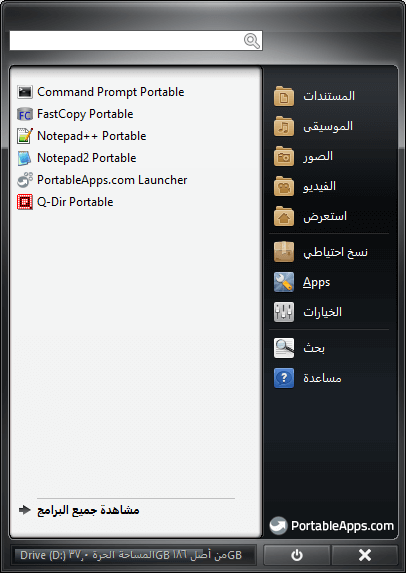 Command Prompt Portable
FastCopy Portable
Notepad++ Portable
Notepad2 Portable
PortableApps.com Launcher
Q-Dir Portable
مشاهدة جميع البرامج
المستندات
الموسيقى
الصور
الفيديو
استعرض
نسخ احتياطي
Apps
الخيارات
بحث
مساعدة
PortableApps.com
Drive (D:) المساحة الحرة ٣٧٫٠GB من أصل ١٨٦GB